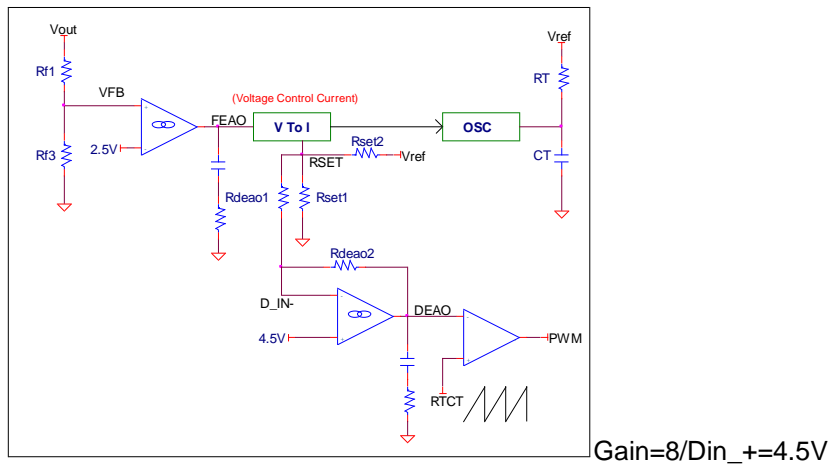 Vout
Vref
Rf1
RT
VFB
(Voltage Control Current)
FEAO
V To I
OSC
2.5V
Rf3
Rset2
Vref
RSET
CT
Rdeao1
Rset1
Rdeao2
D_IN-
DEAO
4.5V
PWM
RTCT
Gain=8/Din_+=4.5V